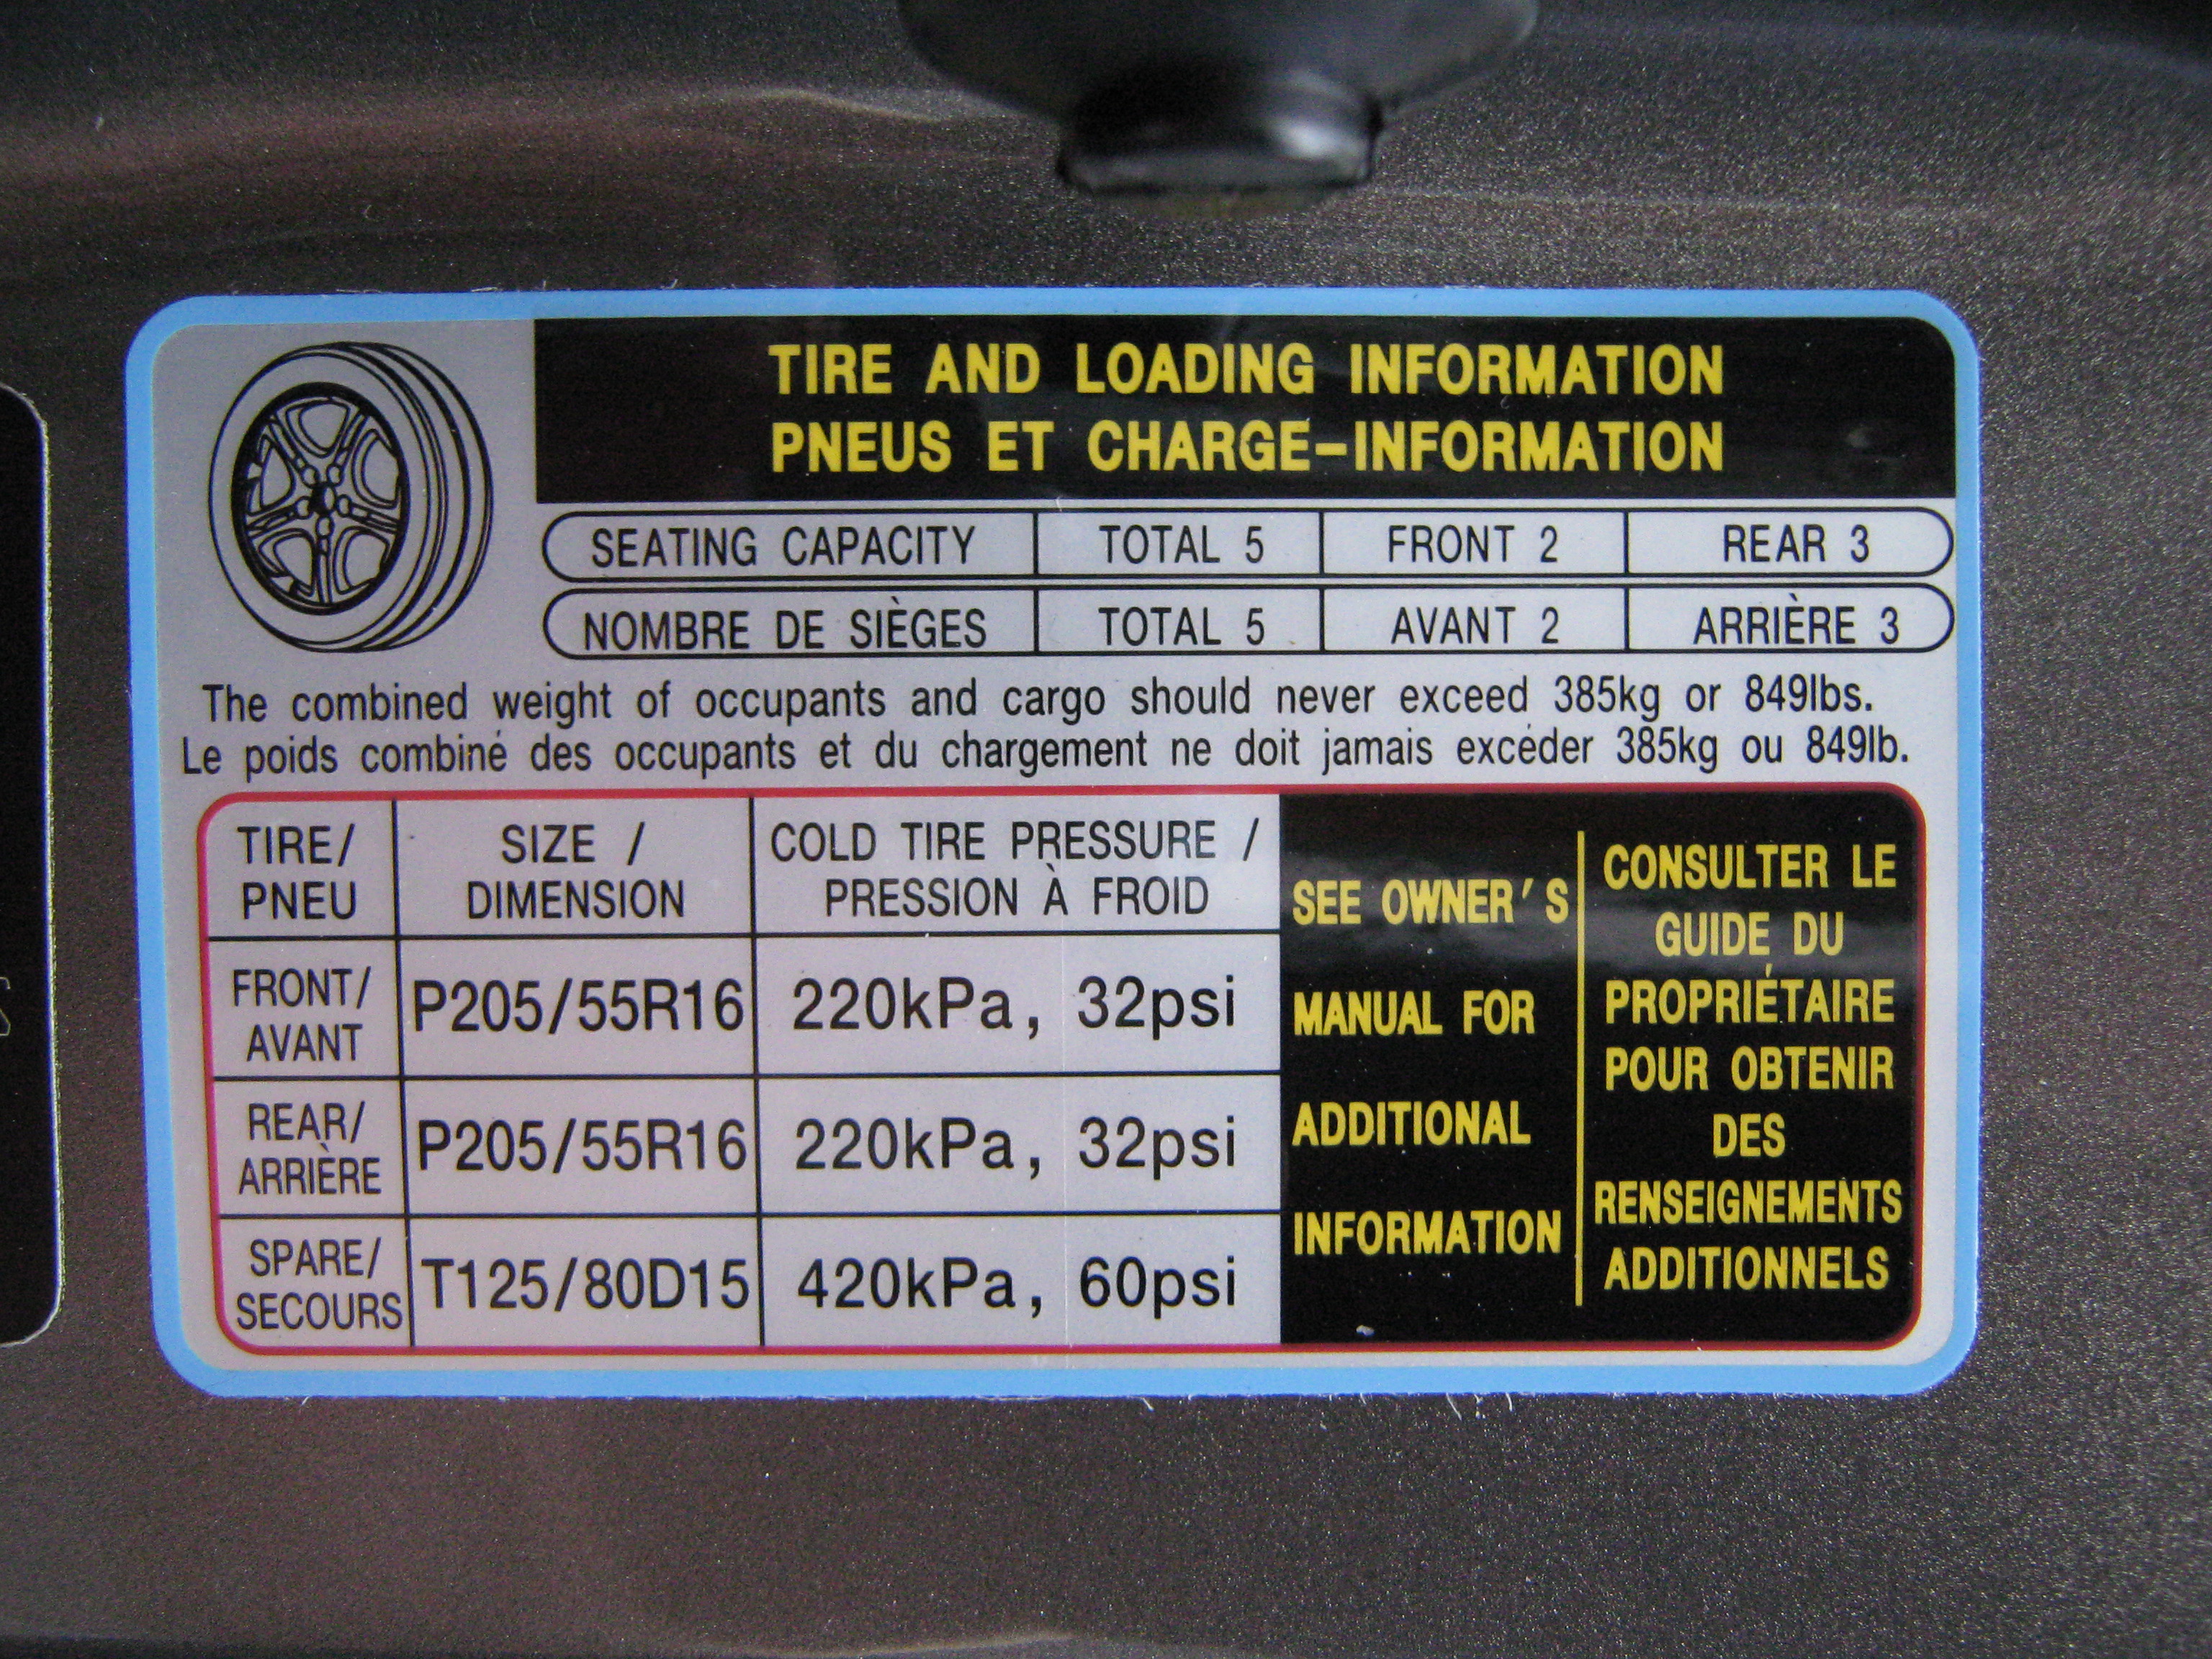 TIRE AND LOADING INFORMATION
PNEUS ET CHARGE-INFORMATION
SEATING CAPACITY TOTAL 5 FRONT 2 REAR 3
NOMBRE DE SIÈGES TOTAL 5 AVANT 2 ARRIÈRE 3
The combined weight of occupants and cargo should never exceed 385kg or 849lbs.
Le poids combiné des occupants et du chargement ne doit jamais excéder 385kg ou 849lb.
TIRE/
PNEU
SIZE /
DIMENSION
COLD TIRE PRESSURE /
PRESSION À FROID
FRONT/
AVANT
P205/55R16
220kPa, 32psi
REAR/
ARRIÈRE
P205/55R16
220kPa, 32psi
SPARE/
SECOURS
T125/80D15
420kPa, 60psi
SEE OWNER'S
MANUAL FOR
ADDITIONAL
INFORMATION
CONSULTER LE
GUIDE DU
PROPRIÉTAIRE
POUR OBTENIR
DES
RENSEIGNEMENTS
ADDITIONNELS